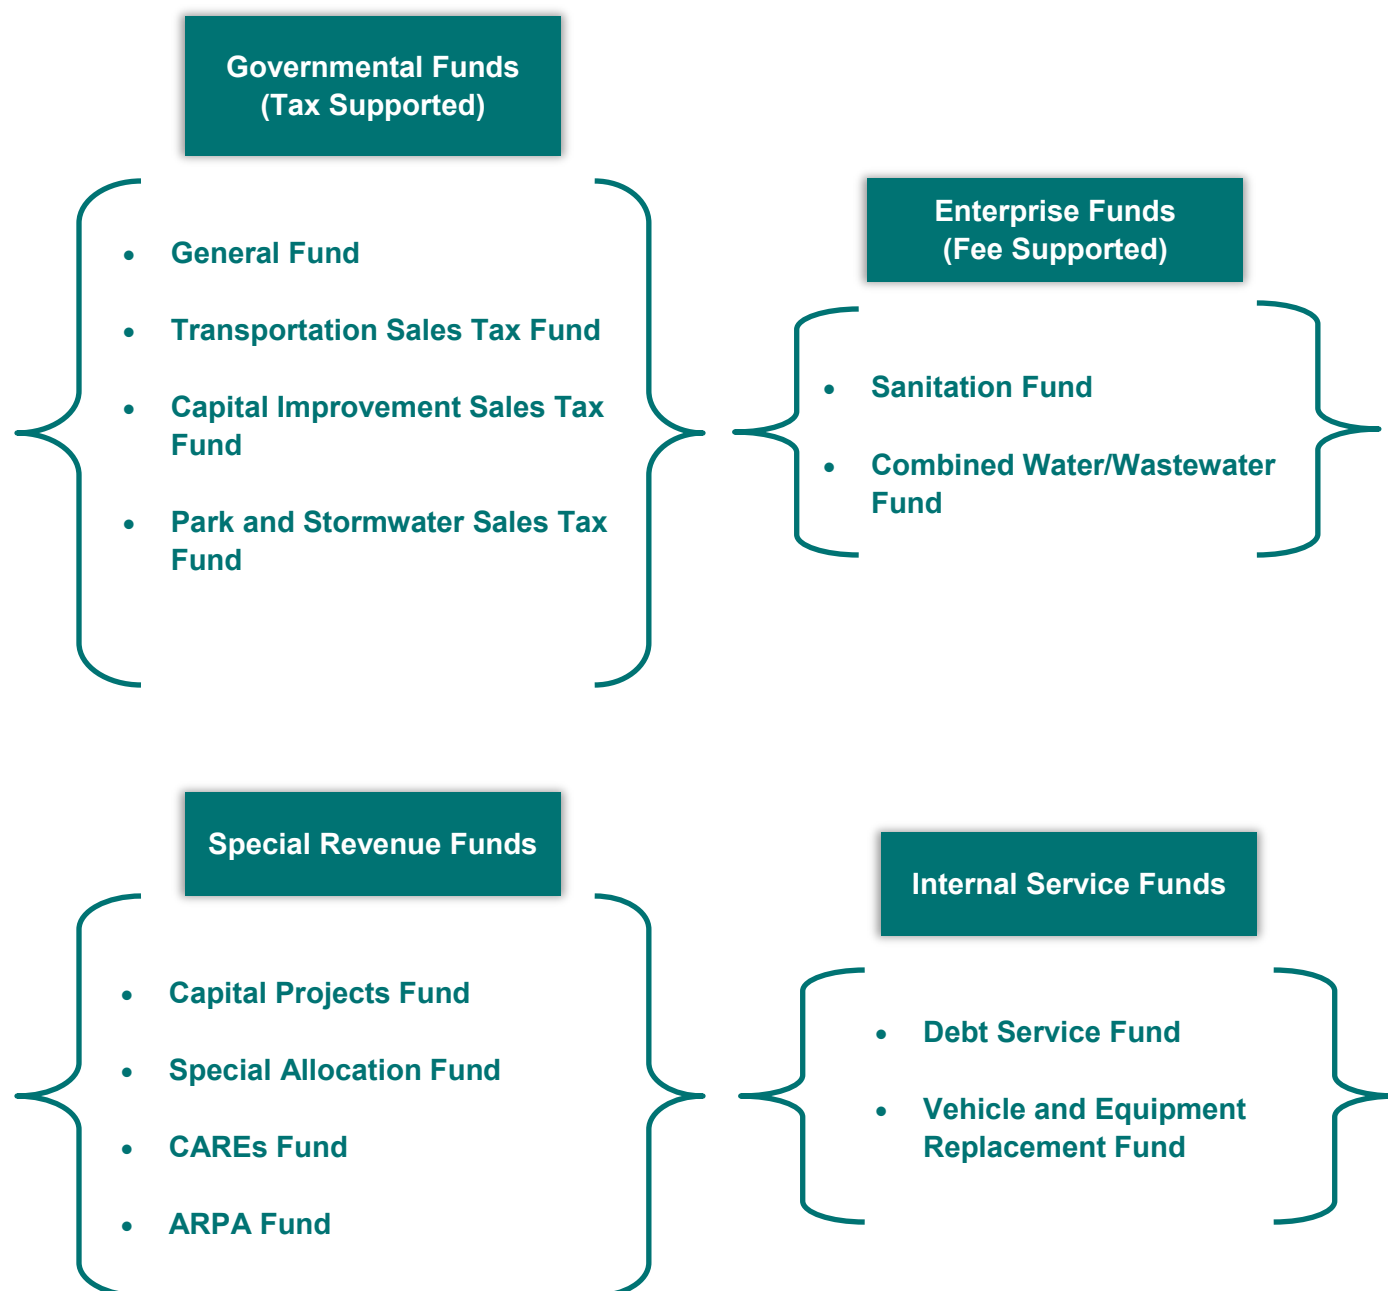 Governmental Funds
(Tax Supported)
• General Fund
• Transportation Sales Tax Fund
• Capital Improvement Sales Tax
Fund
• Park and Stormwater Sales Tax
Fund
Enterprise Funds
(Fee Supported)
• Sanitation Fund
• Combined Water/Wastewater
Fund
Special Revenue Funds
• Capital Projects Fund
• Special Allocation Fund
• CAREs Fund
• ARPA Fund
Internal Service Funds
• Debt Service Fund
• Vehicle and Equipment
Replacement Fund